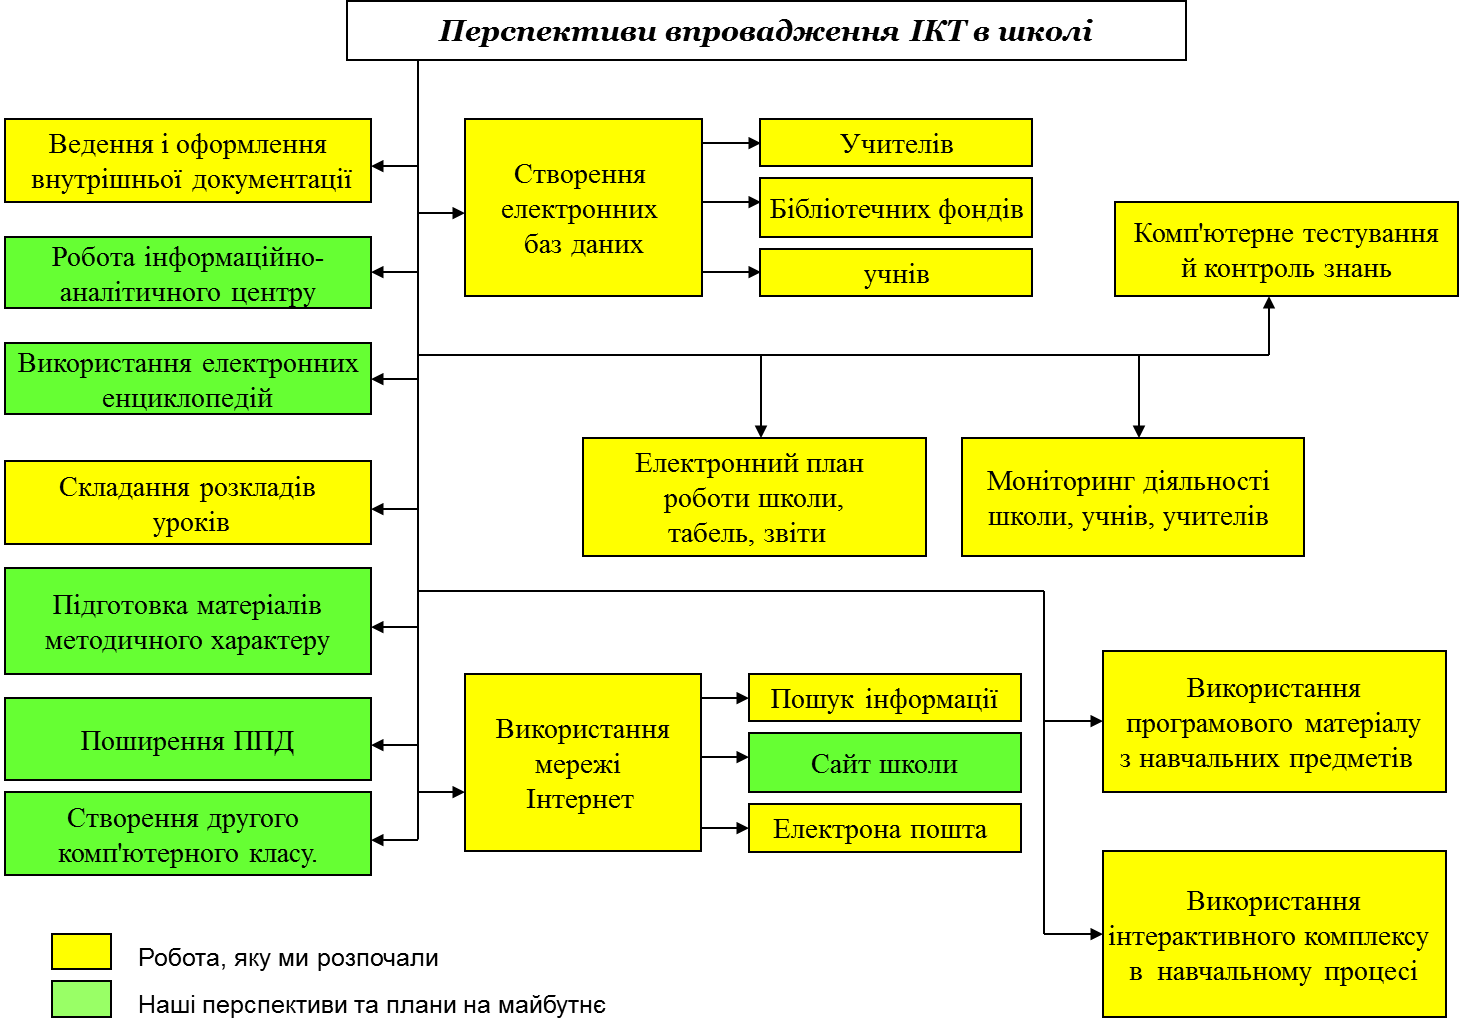 Перспективи впровадження ІКТ в школі
Ведення і оформлення
внутрішньої документації
Робота інформаційно-
аналітичного центру
Використання електронних
енциклопедій
Складання розкладів
уроків
Підготовка матеріалів
методичного характеру
Поширення ППД
Створення другого
комп'ютерного класу.
Створення
електронних
баз даних
Учителів
Бібліотечних фондів
учнів
Комп'ютерне тестування
й контроль знань
Електронний план
роботи школи,
табель, звіти
Моніторинг діяльності
школи, учнів, учителів
Використання
мережі
Інтернет
Пошук інформації
Сайт школи
Електрона пошта
Використання
програмового матеріалу
з навчальних предметів
Використання
інтерактивного комплексу
в навчальному процесі
Робота, яку ми розпочали
Наші перспективи та плани на майбутнє